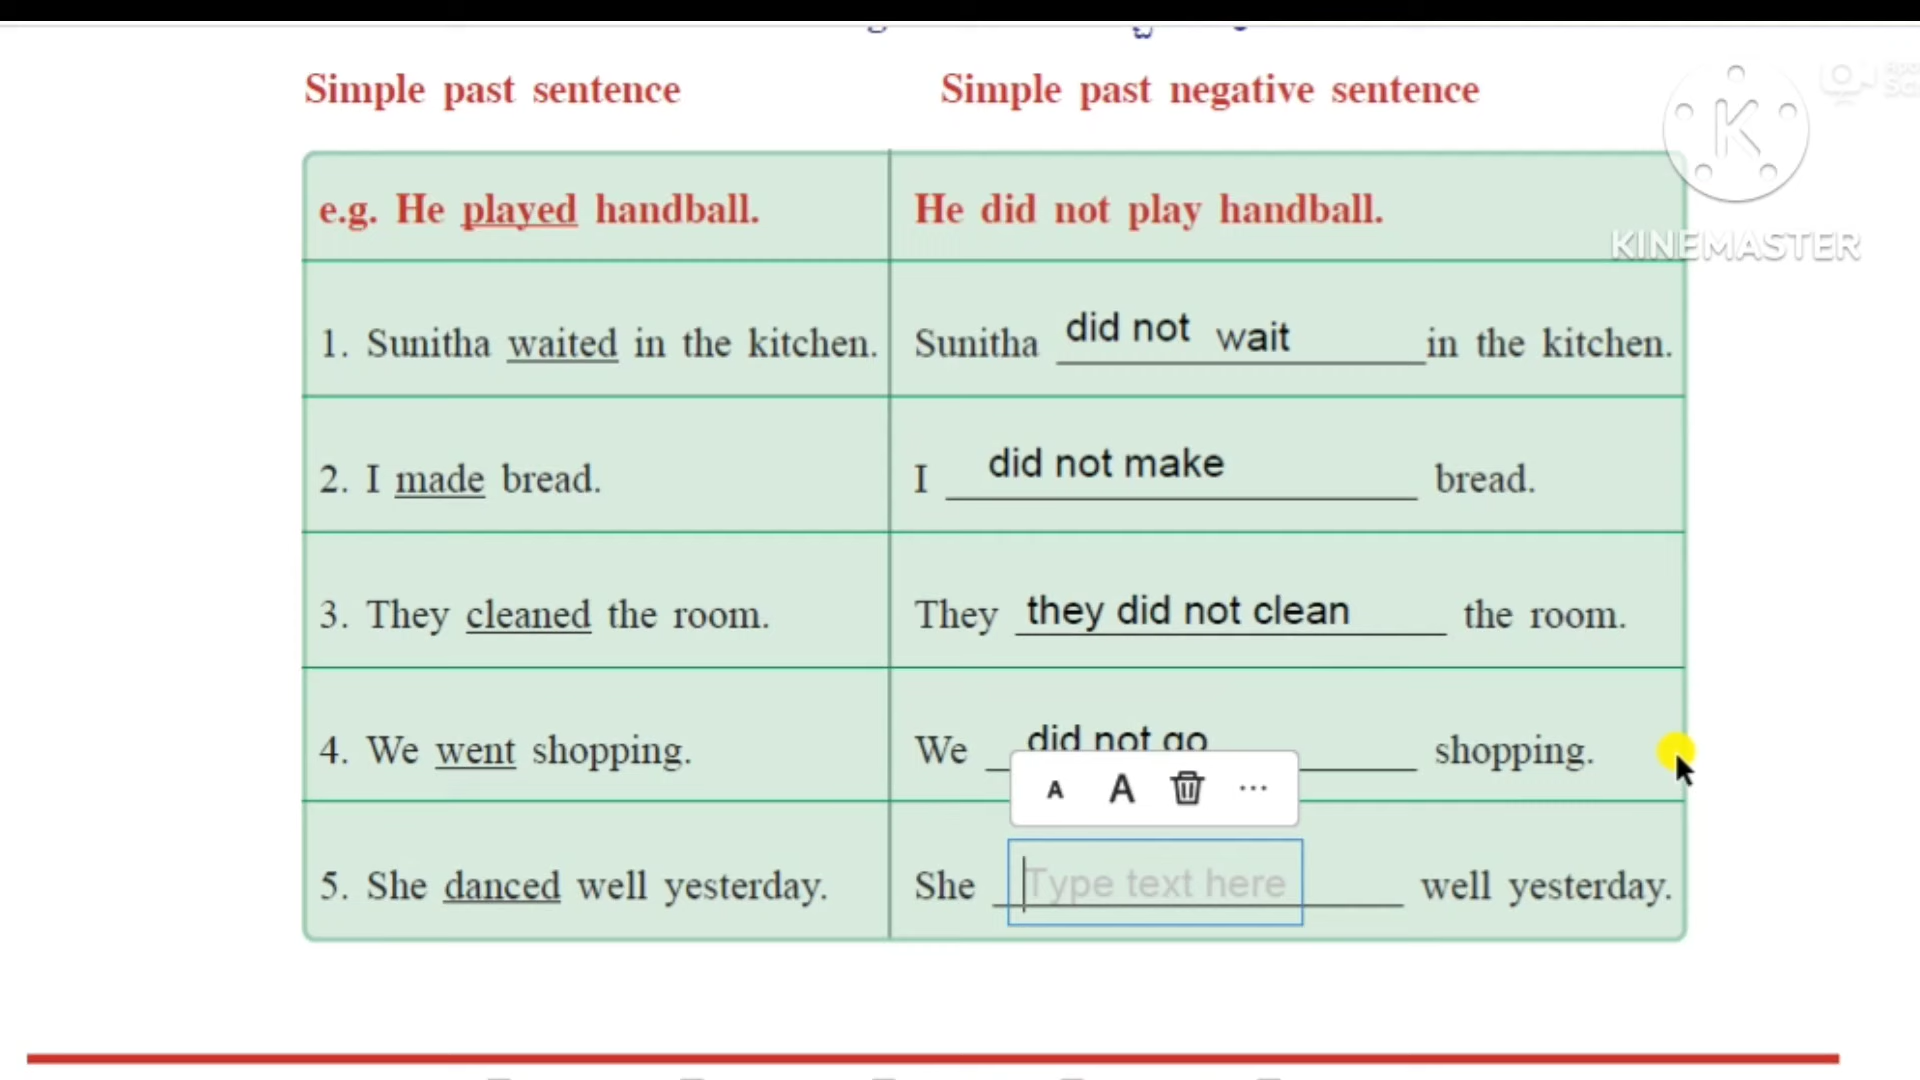 Simple past sentence
Simple past negative sentence
e.g. He played handball.
He did not play handball.
1. Sunitha waited in the kitchen.
Sunitha did not wait in the kitchen.
2. I made bread.
I did not make bread.
3. They cleaned the room.
They they did not clean the room.
4. We went shopping.
We did not go shopping.
A A ...
5. She danced well yesterday.
She Type text here well yesterday.
K
KINEMASTER